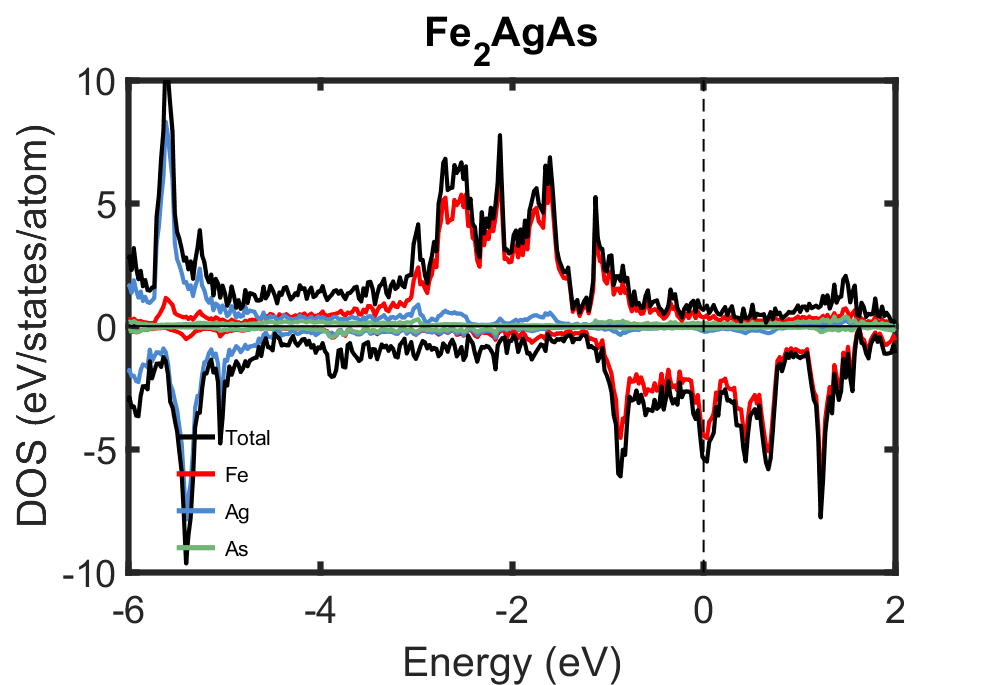 Fe₂AgAs
DOS (eV/states/atom)
10
5
0
-5
-10
Total
Fe
Ag
As
-6 -4 -2 0 2
Energy (eV)